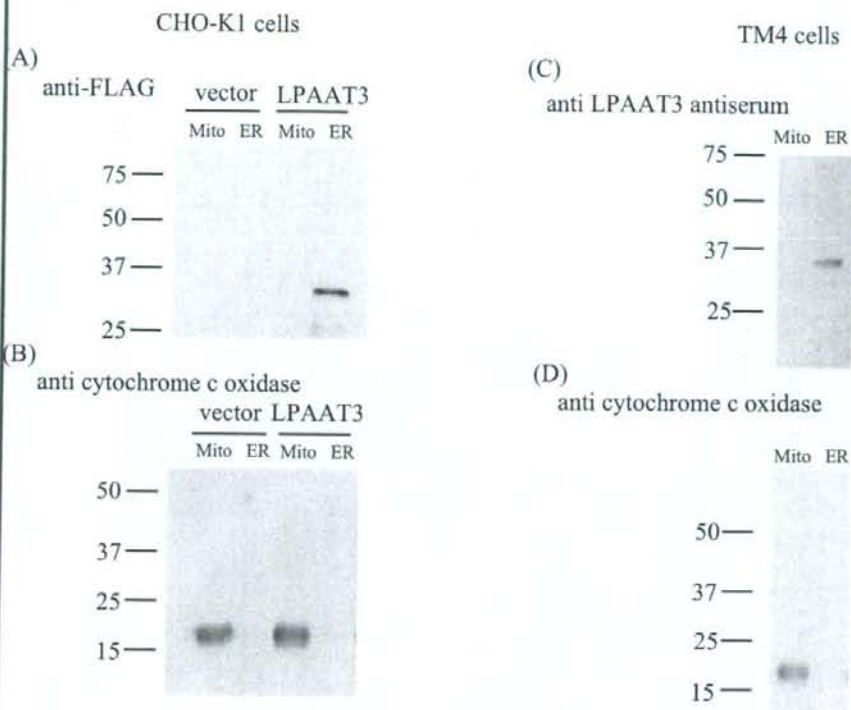 CHO-K1 cells
(A)
anti-FLAG
vector LPAAT3
Mito ER Mito ER
75
50
37
25
(B)
anti cytochrome c oxidase
vector LPAAT3
Mito ER Mito ER
50
37
25
15
TM4 cells
(C)
anti LPAAT3 antiserum
Mito ER
75
50
37
25
(D)
anti cytochrome c oxidase
Mito ER
50
37
25
15